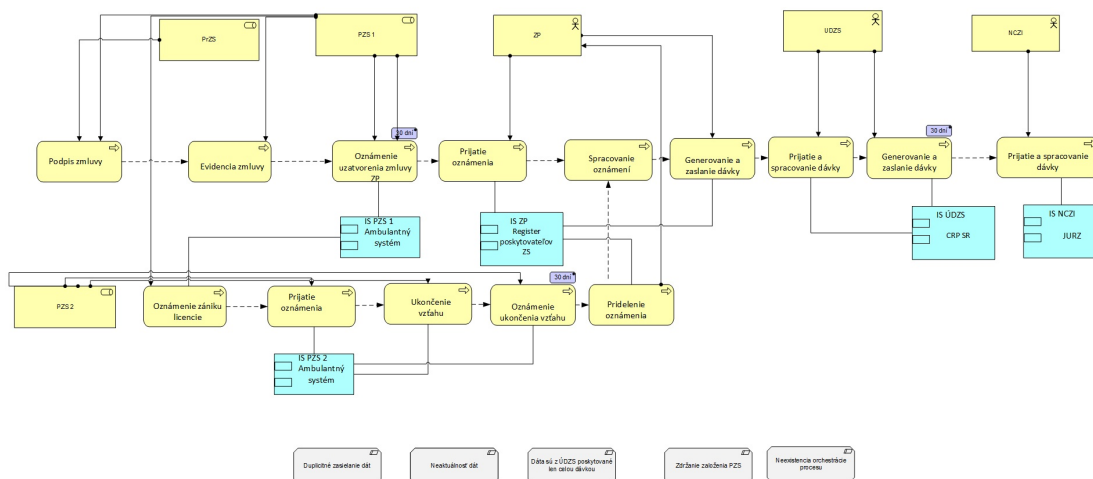 PrZS
PZS 1
ZP
UDZS
NCZI
30 dní
30 dní
Podpis zmluvy
Evidencia zmluvy
Oznámenie
uzatvorenia zmluvy
ZP
Prijatie
oznámenia
Spracovanie
oznámení
Generovanie a
zaslanie dávky
Prijatie a
spracovanie dávky
Generovanie a
zaslanie dávky
Prijatie a spracovanie
dávky
IS PZS 1
Ambulantný
systém
IS ZP
Register
poskytovateľov
ZS
IS ÚDZS
CRP SR
IS NCZI
JURZ
30 dní
PZS 2
Oznámenie zániku
licencie
Prijatie
oznámenia
Ukončenie
vzťahu
Oznámenie
ukončenia vzťahu
Pridelenie
oznámenia
IS PZS 2
Ambulantný
systém
Duplicitné zasielanie dát
Neaktuálnosť dát
Dáta sú z ÚDZS poskytované
len celou dávkou
Zdržanie založenia PZS
Neexistencia orchestrácie
procesu